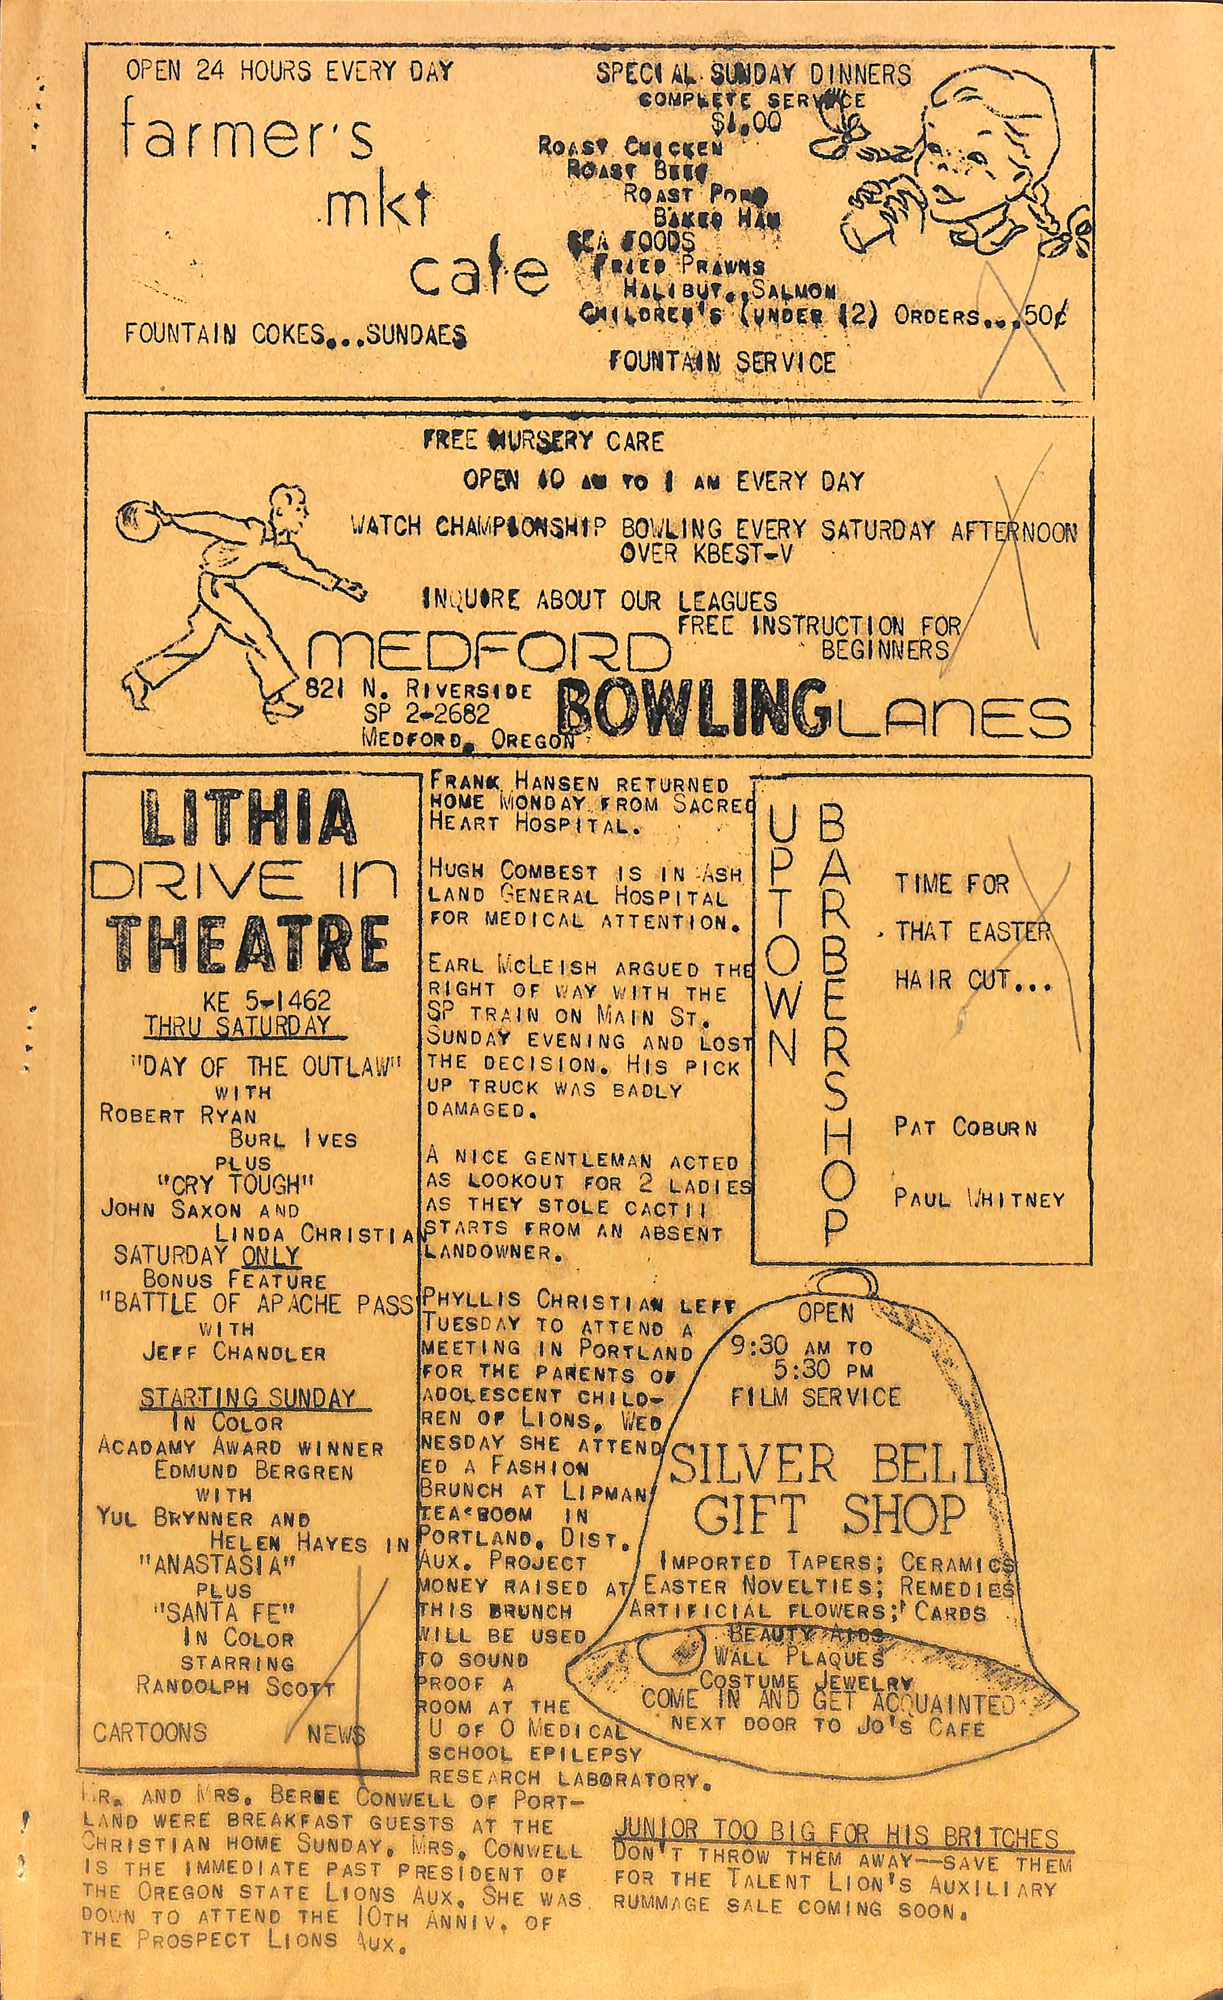 OPEN 24 HOURS EVERY DAY
farmer's
mkt
cafe
FOUNTAIN COKES...SUNDAES
SPECIAL SUNDAY DINNERS
COMPLETE SERVICE
$1.00
ROAST CHICKEN
ROAST BEEF
ROAST PORK
BAKED HAM
SEA FOODS
FRIED PRAWNS
HALIBUT..SALMON
CHILDREN'S (UNDER 12) ORDERS...50¢
FOUNTAIN SERVICE
FREE NURSERY CARE
OPEN 10 AM TO 1 AM EVERY DAY
WATCH CHAMPIONSHIP BOWLING EVERY SATURDAY AFTERNOON
OVER KBEST-V
INQUIRE ABOUT OUR LEAGUES
FREE INSTRUCTION FOR
BEGINNERS
MEDFORD
BOWLING LANES
821 N. RIVERSIDE
SP 2-2682
MEDFORD, OREGON
LITHIA
DRIVE IN
THEATRE
KE 5-1462
THRU SATURDAY
"DAY OF THE OUTLAW"
WITH
ROBERT RYAN
BURL IVES
PLUS
"CRY TOUGH"
JOHN SAXON AND
LINDA CHRISTIAN
SATURDAY ONLY
BONUS FEATURE
"BATTLE OF APACHE PASS
WITH
JEFF CHANDLER
STARTING SUNDAY
IN COLOR
ACADAMY AWARD WINNER
EDMUND BERGREN
WITH
YUL BRYNNER AND
HELEN HAYES IN
"ANASTASIA"
PLUS
"SANTA FE"
IN COLOR
STARRING
RANDOLPH SCOTT
CARTOONS NEWS
FRANK HANSEN RETURNED
HOME MONDAY FROM SACRED
HEART HOSPITAL.
HUGH COMBEST IS IN ASH
LAND GENERAL HOSPITAL
FOR MEDICAL ATTENTION.
EARL MCLEISH ARGUED THE
RIGHT OF WAY WITH THE
SP TRAIN ON MAIN ST.
SUNDAY EVENING AND LOST
THE DECISION. HIS PICK
UP TRUCK WAS BADLY
DAMAGED.
A NICE GENTLEMAN ACTED
AS LOOKOUT FOR 2 LADIES
AS THEY STOLE CACTII
STARTS FROM AN ABSENT
LANDOWNER.
PHYLLIS CHRISTIAN LEFT
TUESDAY TO ATTEND A
MEETING IN PORTLAND
FOR THE PARENTS OF
ADOLESCENT CHILD-
REN OF LIONS. WED
NESDAY SHE ATTEND
ED A FASHION
BRUNCH AT LIPMAN'
TEA-ROOM IN
PORTLAND, DIST.
AUX. PROJECT
MONEY RAISED AT
THIS BRUNCH
WILL BE USED
TO SOUND
PROOF A
ROOM AT THE
U OF O MEDICAL
SCHOOL EPILEPSY
RESEARCH LABORATORY.
UPTOWN
BARBERSHOP
TIME FOR
THAT EASTER
HAIR CUT...
PAT COBURN
PAUL WHITNEY
OPEN
9:30 AM TO
5:30 PM
FILM SERVICE
SILVER BELL
GIFT SHOP
IMPORTED TAPERS; CERAMICS
EASTER NOVELTIES; REMEDIES
ARTIFICIAL FLOWERS; CARDS
BEAUTY AIDS
WALL PLAQUES
COSTUME JEWELRY
COME IN AND GET ACQUAINTED
NEXT DOOR TO JO'S CAFE
MR. AND MRS. BERNE CONWELL OF PORT-
LAND WERE BREAKFAST GUESTS AT THE
CHRISTIAN HOME SUNDAY. MRS. CONWELL
IS THE IMMEDIATE PAST PRESIDENT OF
THE OREGON STATE LIONS AUX. SHE WAS
DOWN TO ATTEND THE 10TH ANNIV. OF
THE PROSPECT LIONS AUX.
JUNIOR TOO BIG FOR HIS BRITCHES
DON'T THROW THEM AWAY--SAVE THEM
FOR THE TALENT LION'S AUXILIARY
RUMMAGE SALE COMING SOON.